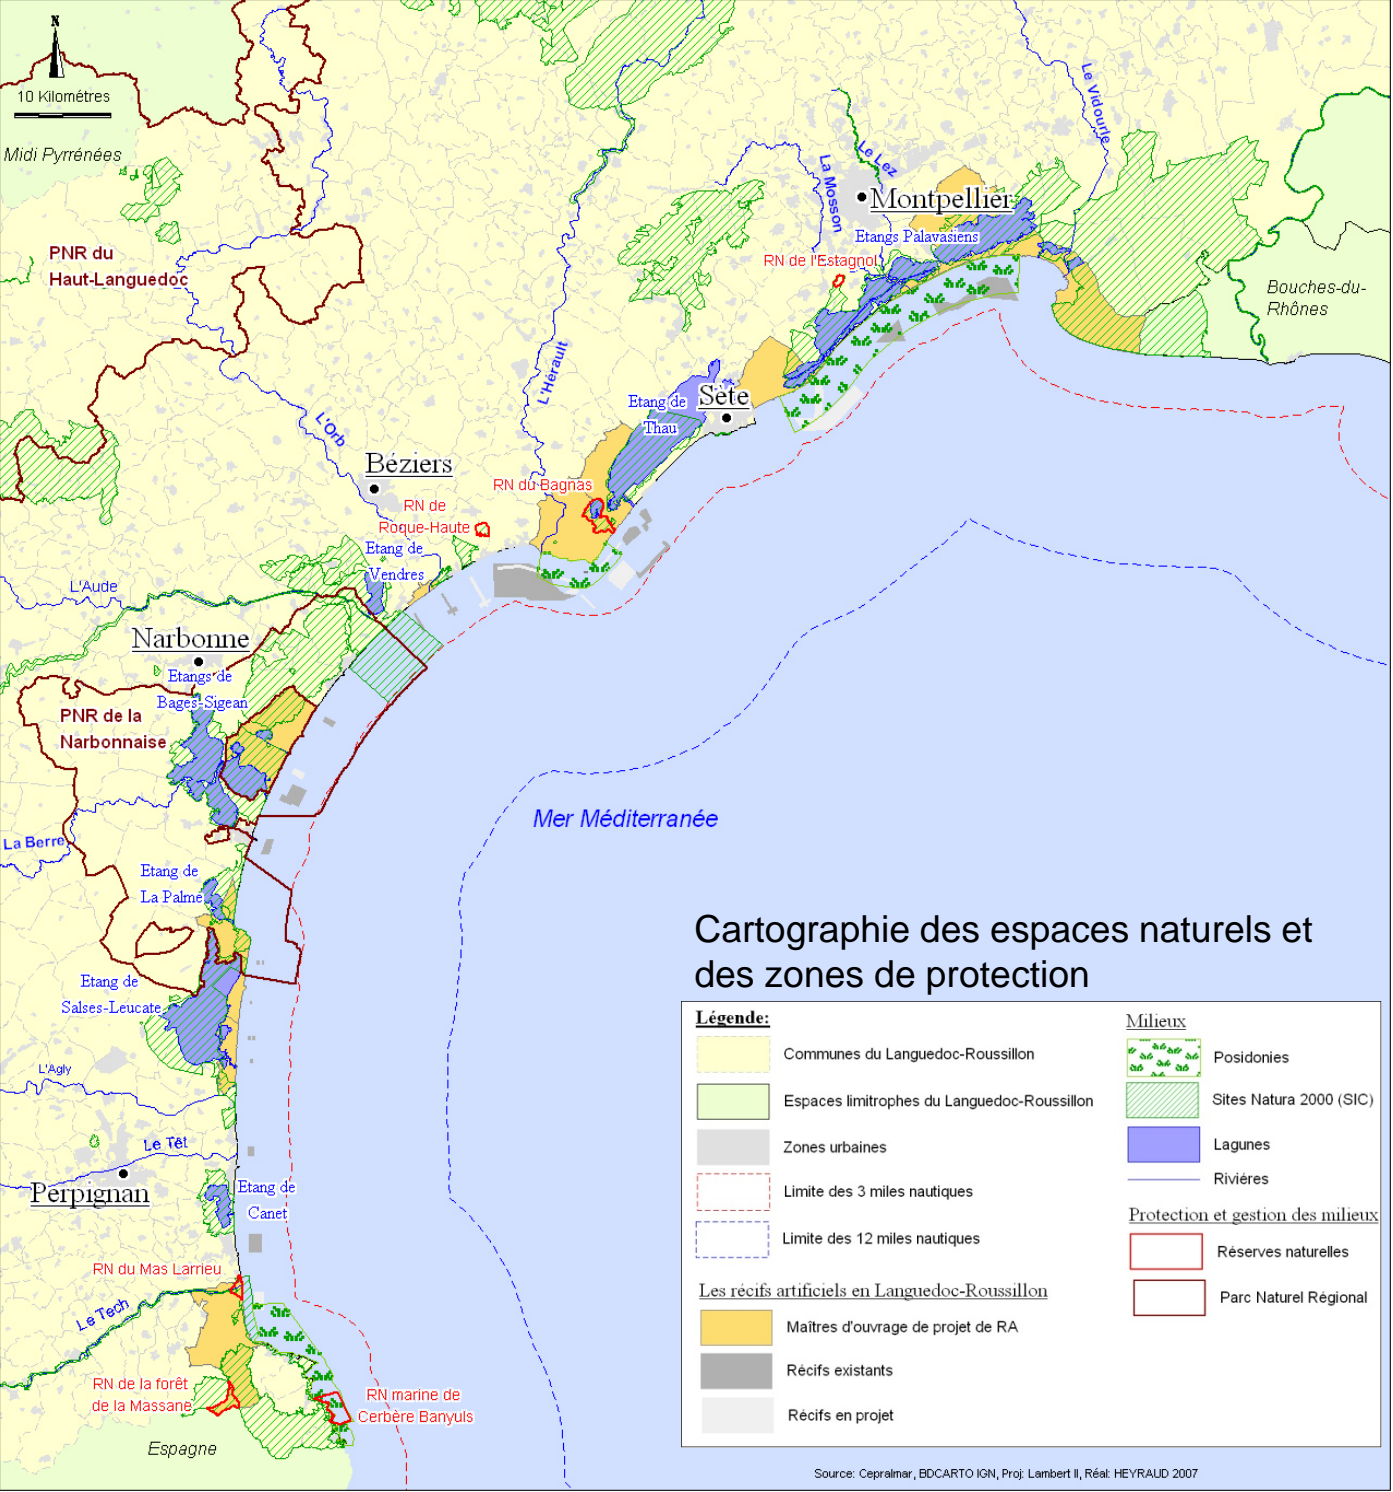 N
10 Kilométres
Midi Pyrénées
Le Vidourle
Le Lez
La Mosson
Montpellier
Etangs Palavasiens
RN de l'Estagnol
PNR du
Haut-Languedoc
Bouches-du-
Rhônes
L'Hérault
Etang de
Thau
Sète
L'Orb
Béziers
RN du Bagnas
RN de
Roque-Haute
Etang de
Vendres
L'Aude
Narbonne
Etangs de
Bages-Sigean
PNR de la
Narbonnaise
Mer Méditerranée
La Berre
Etang de
La Palme
Etang de
Salses-Leucate
L'Agly
Le Têt
Perpignan
Etang de
Canet
RN du Mas Larrieu
Le Tech
RN de la forêt
de la Massane
RN marine de
Cerbère Banyuls
Espagne
Cartographie des espaces naturels et
des zones de protection
Légende:
Communes du Languedoc-Roussillon
Espaces limitrophes du Languedoc-Roussillon
Zones urbaines
Limite des 3 miles nautiques
Limite des 12 miles nautiques
Les récifs artificiels en Languedoc-Roussillon
Maîtres d'ouvrage de projet de RA
Récifs existants
Récifs en projet
Milieux
Posidonies
Sites Natura 2000 (SIC)
Lagunes
Riviéres
Protection et gestion des milieux
Réserves naturelles
Parc Naturel Régional
Source: Cepralmar, BDCARTO IGN, Proj: Lambert II, Réal: HEYRAUD 2007